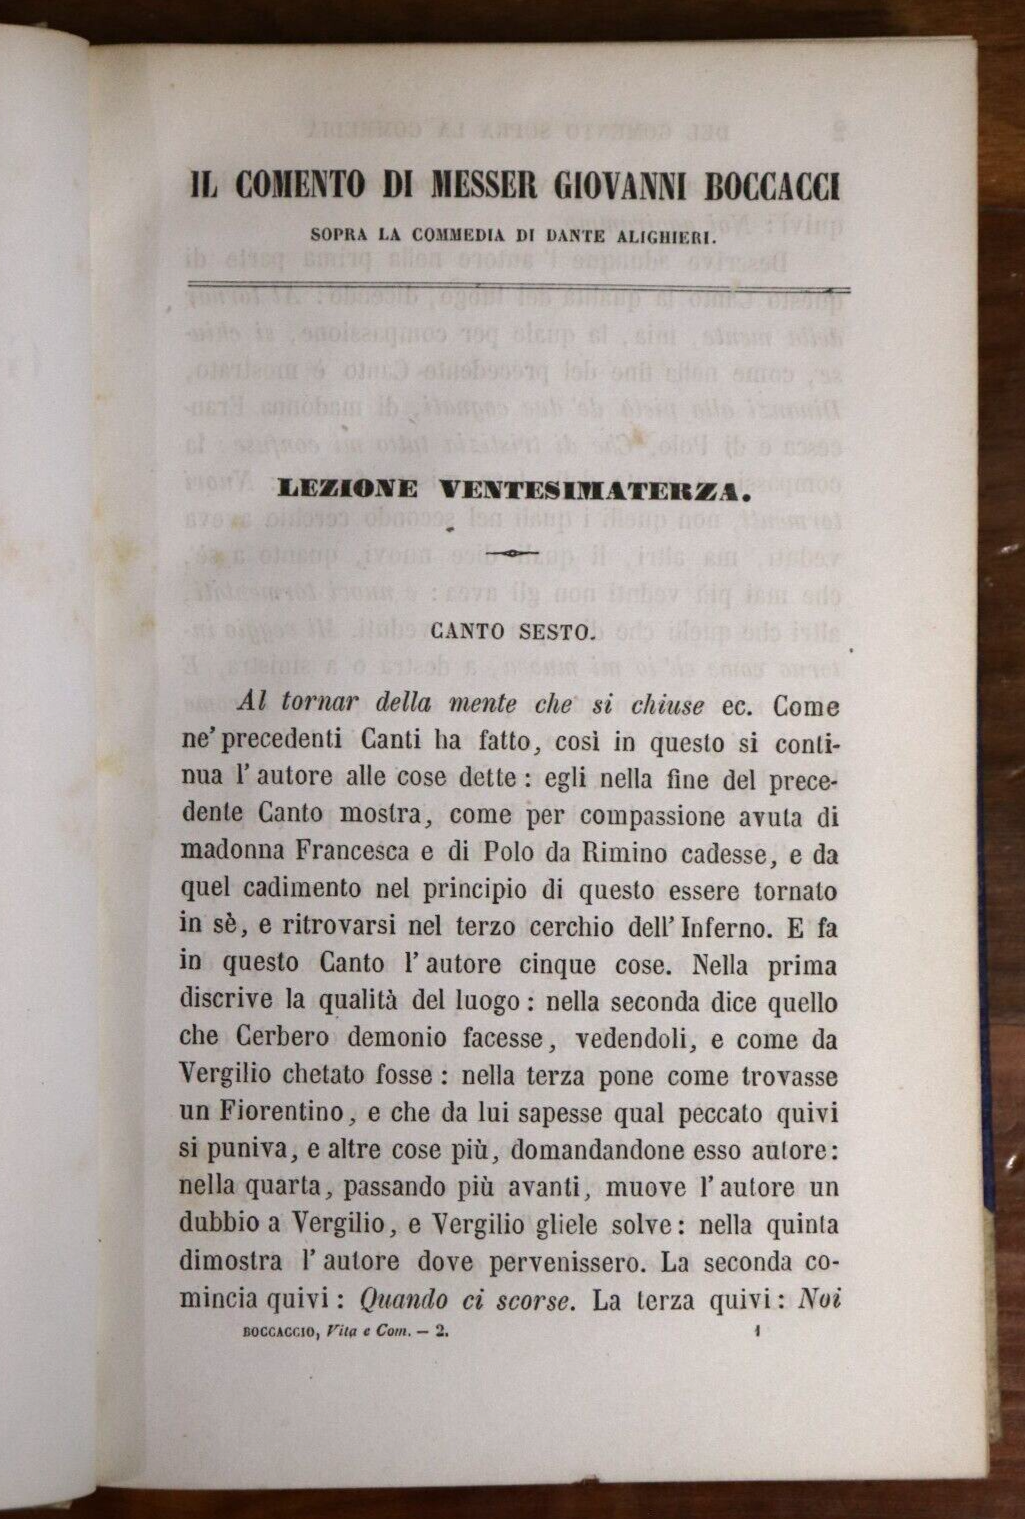 IL COMENTO DI MESSER GIOVANNI BOCCACCI
SOPRA LA COMMEDIA DI DANTE ALIGHIERI.
LEZIONE VENTESIMATERZA.
CANTO SESTO.
Al tornar della mente che si chiuse ec. Come
ne' precedenti Canti ha fatto, così in questo si conti-
nua l' autore alle cose dette : egli nella fine del prece-
dente Canto mostra, come per compassione avuta di
madonna Francesca e di Polo da Rimino cadesse, e da
quel cadimento nel principio di questo essere tornato
in sè, e ritrovarsi nel terzo cerchio dell' Inferno. E fa
in questo Canto l' autore cinque cose. Nella prima
discrive la qualità del luogo : nella seconda dice quello
che Cerbero demonio facesse, vedendoli, e come da
Vergilio chetato fosse : nella terza pone come trovasse
un Fiorentino, e che da lui sapesse qual peccato quivi
si puniva, e altre cose più, domandandone esso autore:
nella quarta, passando più avanti, muove l' autore un
dubbio a Vergilio, e Vergilio gliele solve : nella quinta
dimostra l' autore dove pervenissero. La seconda co-
mincia quivi : Quando ci scorse. La terza quivi : Noi
BOCCACCIO, Vita e Com. — 2. 1